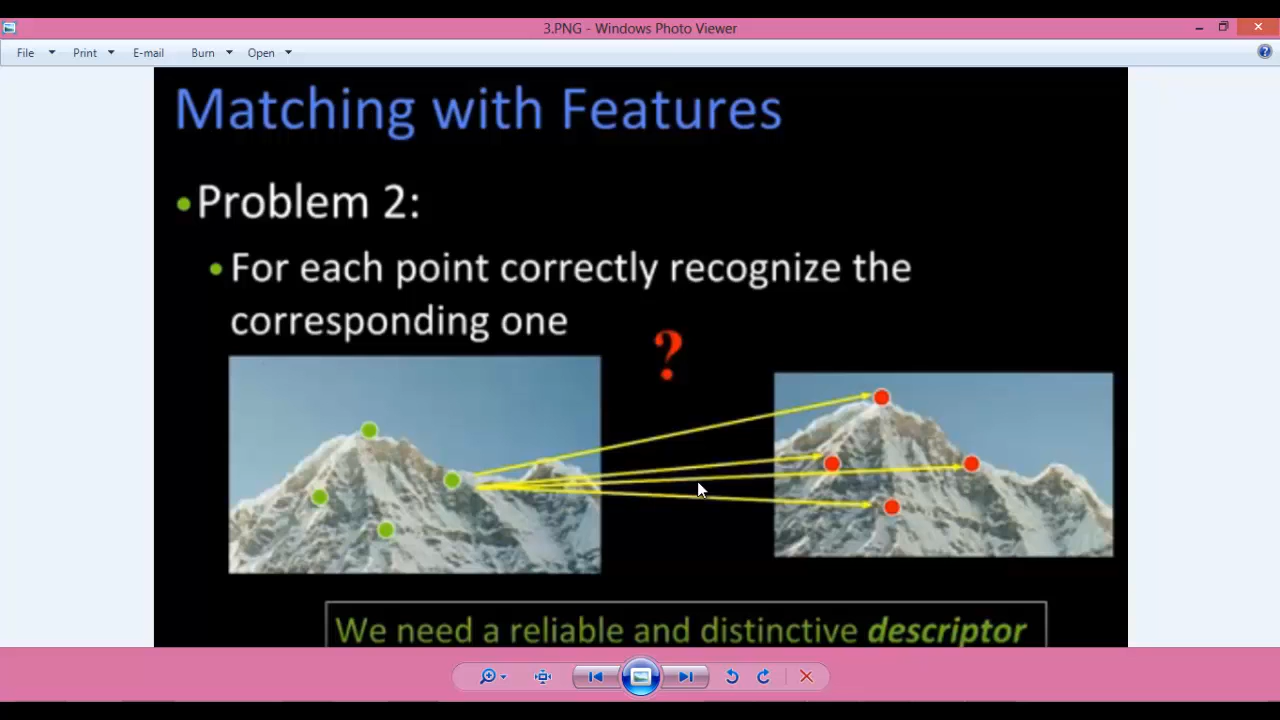 3.PNG - Windows Photo Viewer
File Print E-mail Burn Open
Matching with Features
• Problem 2:
• For each point correctly recognize the
corresponding one
?
We need a reliable and distinctive descriptor